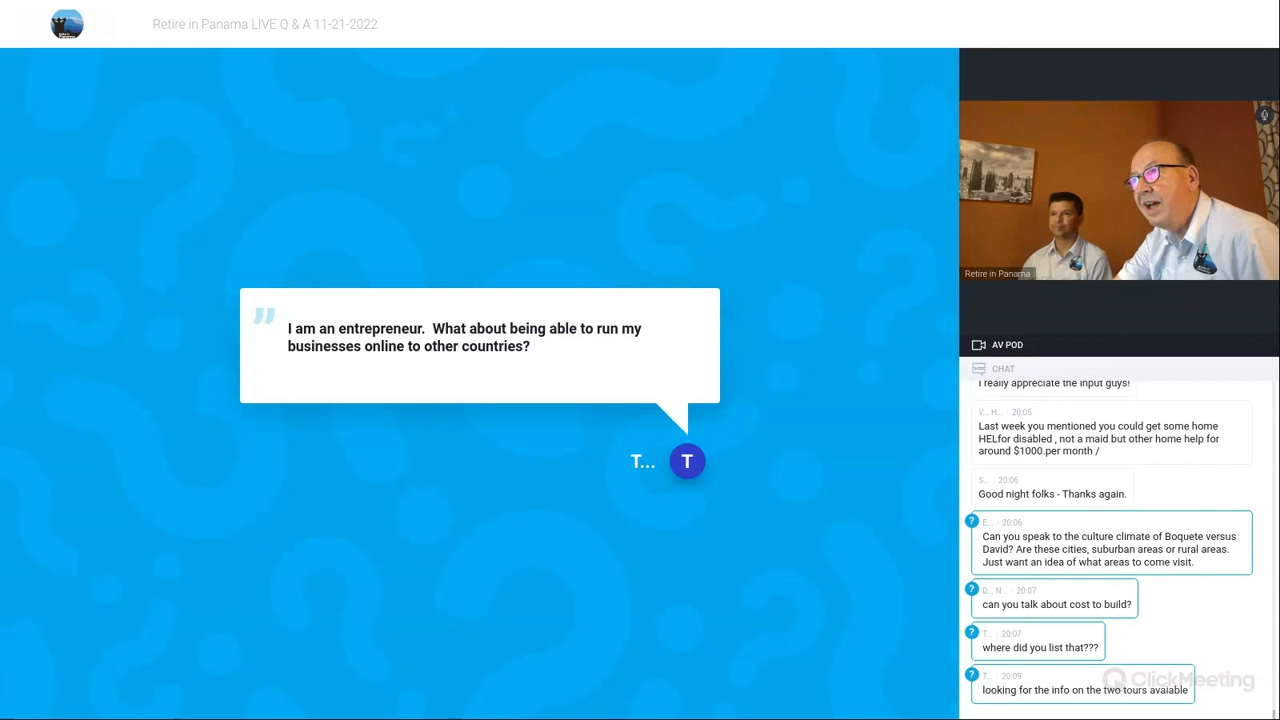 Retire in Panama LIVE Q & A 11-21-2022
I am an entrepreneur. What about being able to run my
businesses online to other countries?
T...
T
Retire in Panama
AV POD
CHAT
I really appreciate the input guys!
V... H... · 20:05
Last week you mentioned you could get some home
HELfor disabled , not a maid but other home help for
around $1000.per month /
S... · 20:06
Good night folks - Thanks again.
?
E... · 20:06
Can you speak to the culture climate of Boquete versus
David? Are these cities, suburban areas or rural areas.
Just want an idea of what areas to come visit.
?
D... N... · 20:07
can you talk about cost to build?
?
T... · 20:07
where did you list that???
?
T... · 20:09
looking for the info on the two tours avaiable
ClickMeeting